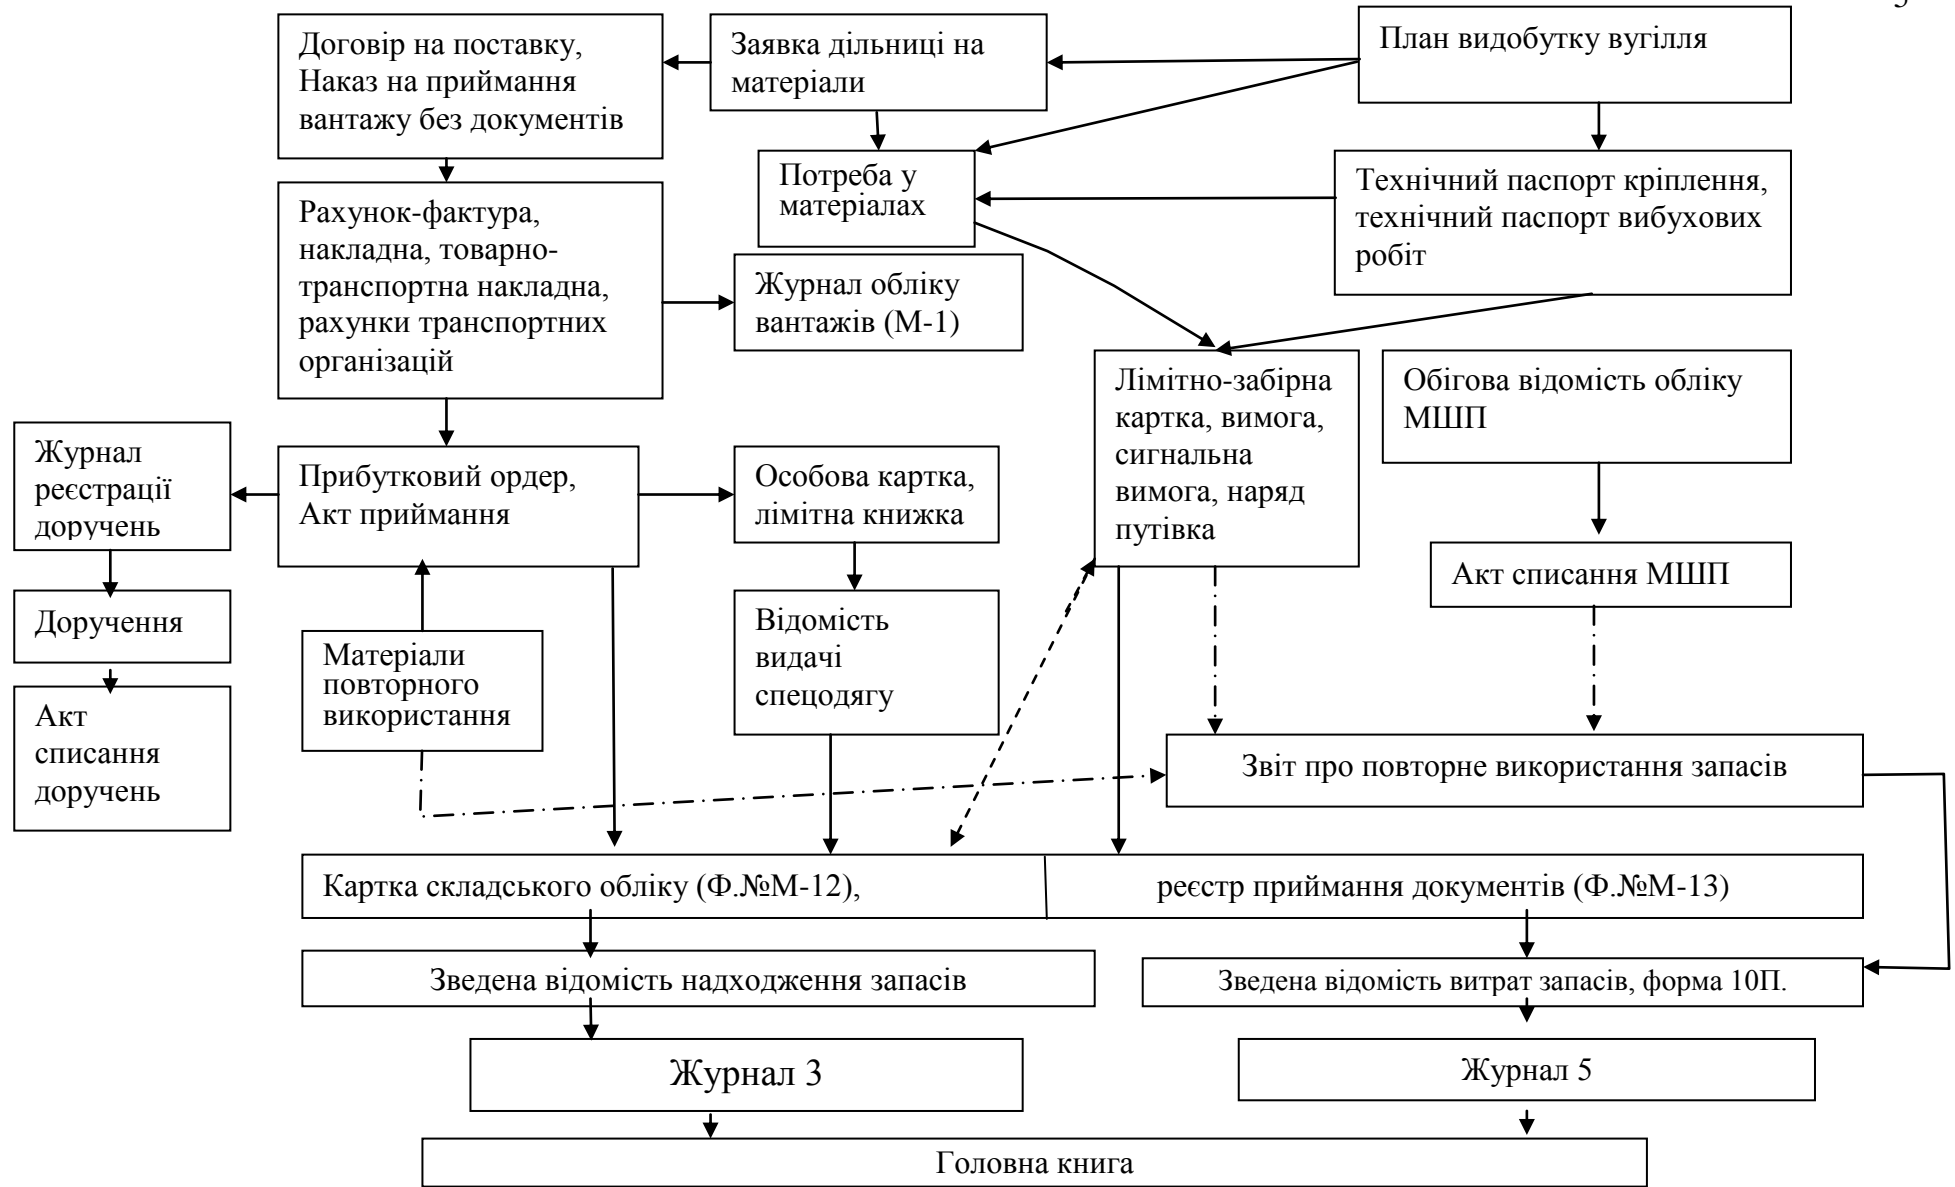 Договір на поставку,
Наказ на приймання
вантажу без документів
Заявка дільниці на
матеріали
План видобутку вугілля
Потреба у
матеріалах
Технічний паспорт кріплення,
технічний паспорт вибухових
робіт
Рахунок-фактура,
накладна, товарно-
транспортна накладна,
рахунки транспортних
організацій
Журнал обліку
вантажів (М-1)
Лімітно-забірна
картка, вимога,
сигнальна
вимога, наряд
путівка
Обігова відомість обліку
МШП
Журнал
реєстрації
доручень
Прибутковий ордер,
Акт приймання
Особова картка,
лімітна книжка
Акт списання МШП
Доручення
Матеріали
повторного
використання
Відомість
видачі
спецодягу
Акт
списання
доручень
Звіт про повторне використання запасів
Картка складського обліку (Ф.№М-12),
реєстр приймання документів (Ф.№М-13)
Зведена відомість надходження запасів
Зведена відомість витрат запасів, форма 10П.
Журнал 3
Журнал 5
Головна книга